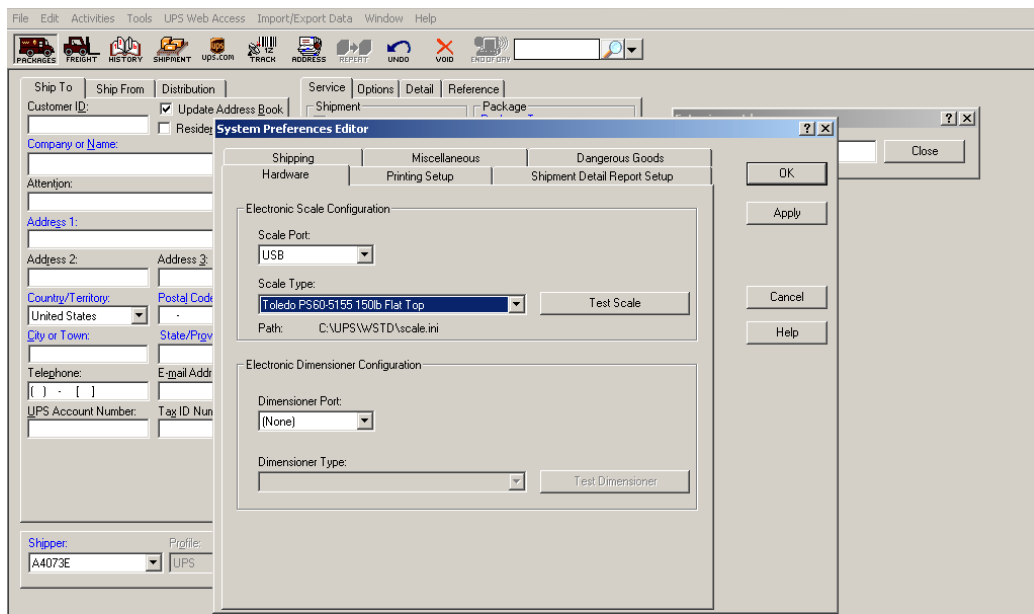 File Edit Activities Tools UPS Web Access Import/Export Data Window Help
PACKAGES FREIGHT HISTORY SHIPMENT ups.com TRACK ADDRESS REPEAT UNDO VOID END OF DAY
Ship To Ship From Distribution Service Options Detail Reference
Customer ID: Update Address Book Shipment Package
System Preferences Editor
Company or Name: Close
Shipping Miscellaneous Dangerous Goods
Hardware Printing Setup Shipment Detail Report Setup OK
Attention:
Electronic Scale Configuration Apply
Address 1:
Scale Port:
USB
Address 2: Address 3:
Scale Type:
Country/Territory: Postal Code
Toledo PS60-5155 150lb Flat Top Test Scale Cancel
United States -
Path: C:\UPS\WSTD\scale.ini
City or Town: State/Prov Help
Telephone: E-mail Addr
Electronic Dimensioner Configuration
( ) - [ ]
Dimensioner Port:
UPS Account Number: Tax ID Num
(None)
Dimensioner Type:
Test Dimensioner
Shipper: Profile:
A4073E UPS